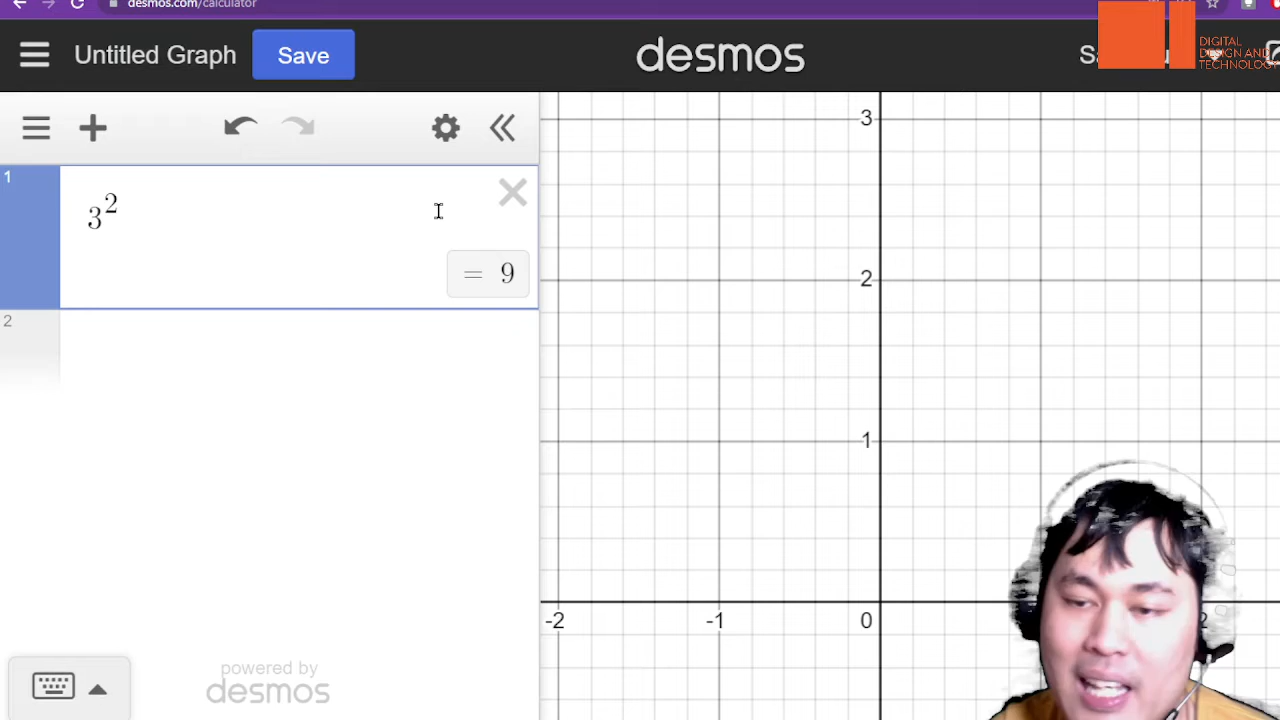 desmos.com/calculator
Untitled Graph
Save
desmos
DIGITAL
DESIGN AND
TECHNOLOGY
1
3^2
= 9
2
3
2
1
-2 -1 0
powered by
desmos